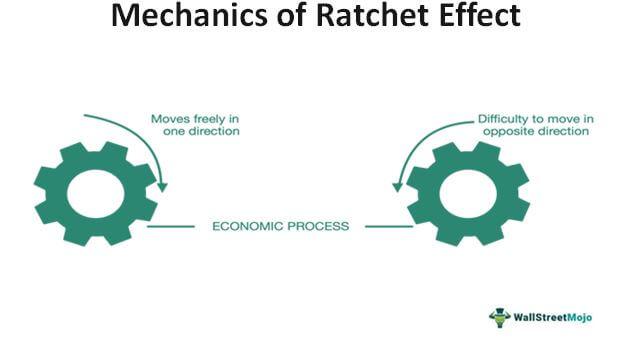 Mechanics of Ratchet Effect
Moves freely in
one direction
Difficulty to move in
opposite direction
ECONOMIC PROCESS
WallStreetMojo